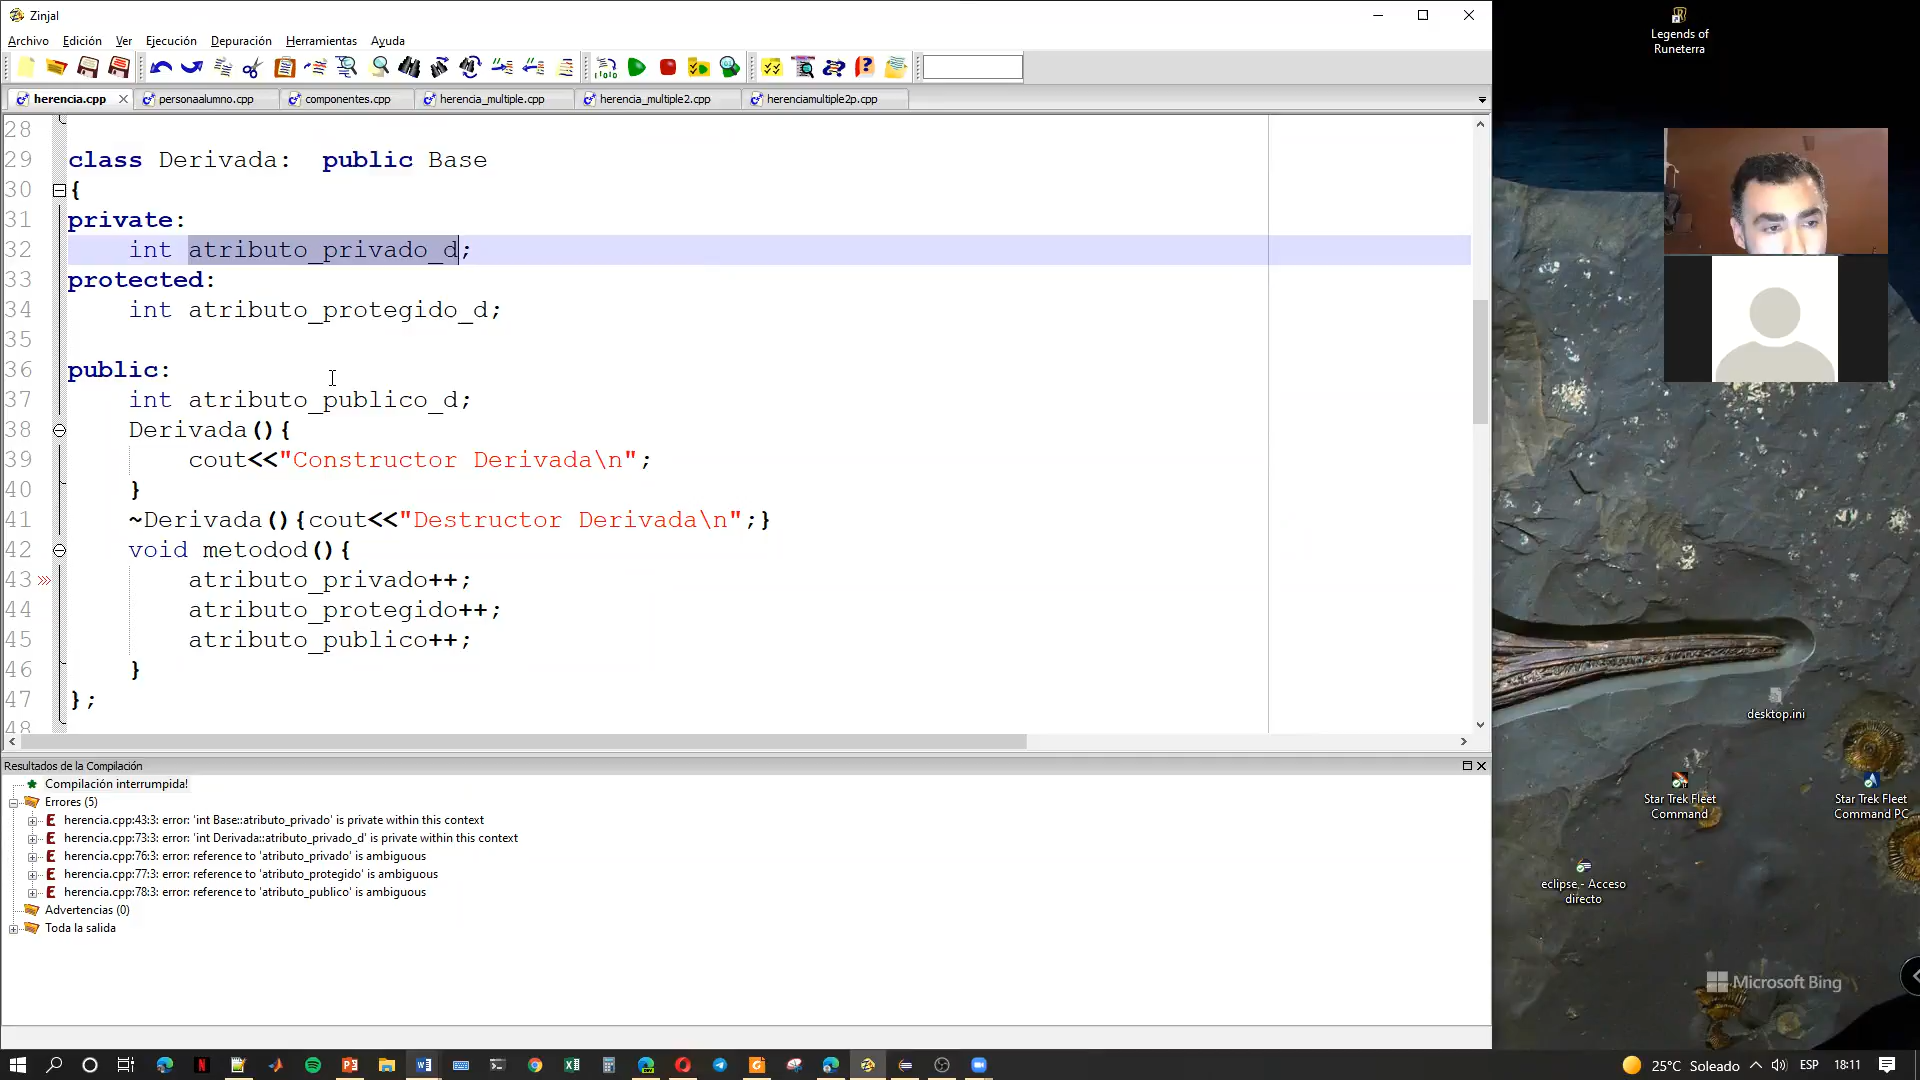 Zinjal
Archivo Edición Ver Ejecución Depuración Herramientas Ayuda
herencia.cpp personaalumno.cpp componentes.cpp herencia_multiple.cpp herencia_multiple2.cpp herenciamultiple2p.cpp
28
29 class Derivada:  public Base
30 {
31 private:
32     int atributo_privado_d;
33 protected:
34     int atributo_protegido_d;
35
36 public:
37     int atributo_publico_d;
38     Derivada(){
39         cout<<"Constructor Derivada\n";
40     }
41     ~Derivada(){cout<<"Destructor Derivada\n";}
42     void metodod(){
43         atributo_privado++;
44         atributo_protegido++;
45         atributo_publico++;
46     }
47 };
48
Resultados de la Compilación
Compilación interrumpida!
Errores (5)
herencia.cpp:43:3: error: 'int Base::atributo_privado' is private within this context
herencia.cpp:73:3: error: 'int Derivada::atributo_privado_d' is private within this context
herencia.cpp:76:3: error: reference to 'atributo_privado' is ambiguous
herencia.cpp:77:3: error: reference to 'atributo_protegido' is ambiguous
herencia.cpp:78:3: error: reference to 'atributo_publico' is ambiguous
Advertencias (0)
Toda la salida
Legends of
Runeterra
desktop.ini
Star Trek Fleet
Command
Star Trek Fleet
Command PC
eclipse - Acceso
directo
Microsoft Bing
25°C Soleado ESP 18:11